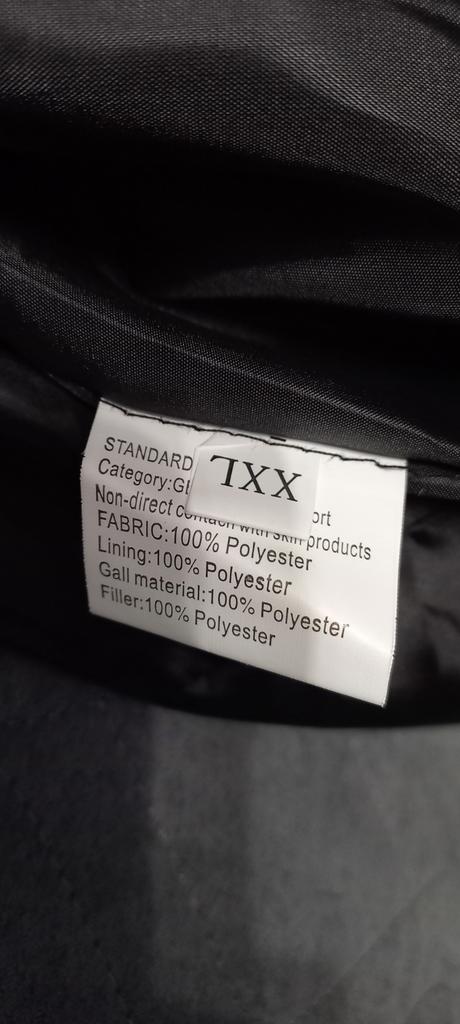 XXL
STANDARD
Category:
Non-direct contact with skin products
FABRIC:100% Polyester
Lining:100% Polyester
Gall material:100% Polyester
Filler:100% Polyester